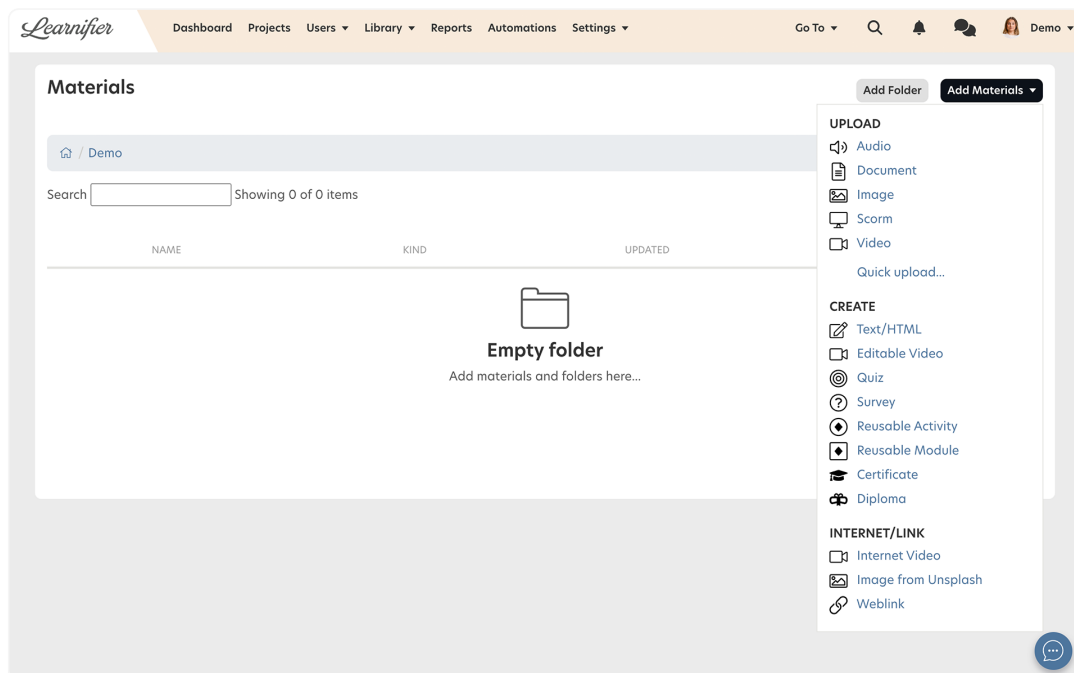 Learnifier
Dashboard Projects Users Library Reports Automations Settings Go To Demo
Materials
Add Folder Add Materials
/ Demo
Search Showing 0 of 0 items
NAME KIND UPDATED
Empty folder
Add materials and folders here...
UPLOAD
Audio
Document
Image
Scorm
Video
Quick upload...
CREATE
Text/HTML
Editable Video
Quiz
Survey
Reusable Activity
Reusable Module
Certificate
Diploma
INTERNET/LINK
Internet Video
Image from Unsplash
Weblink